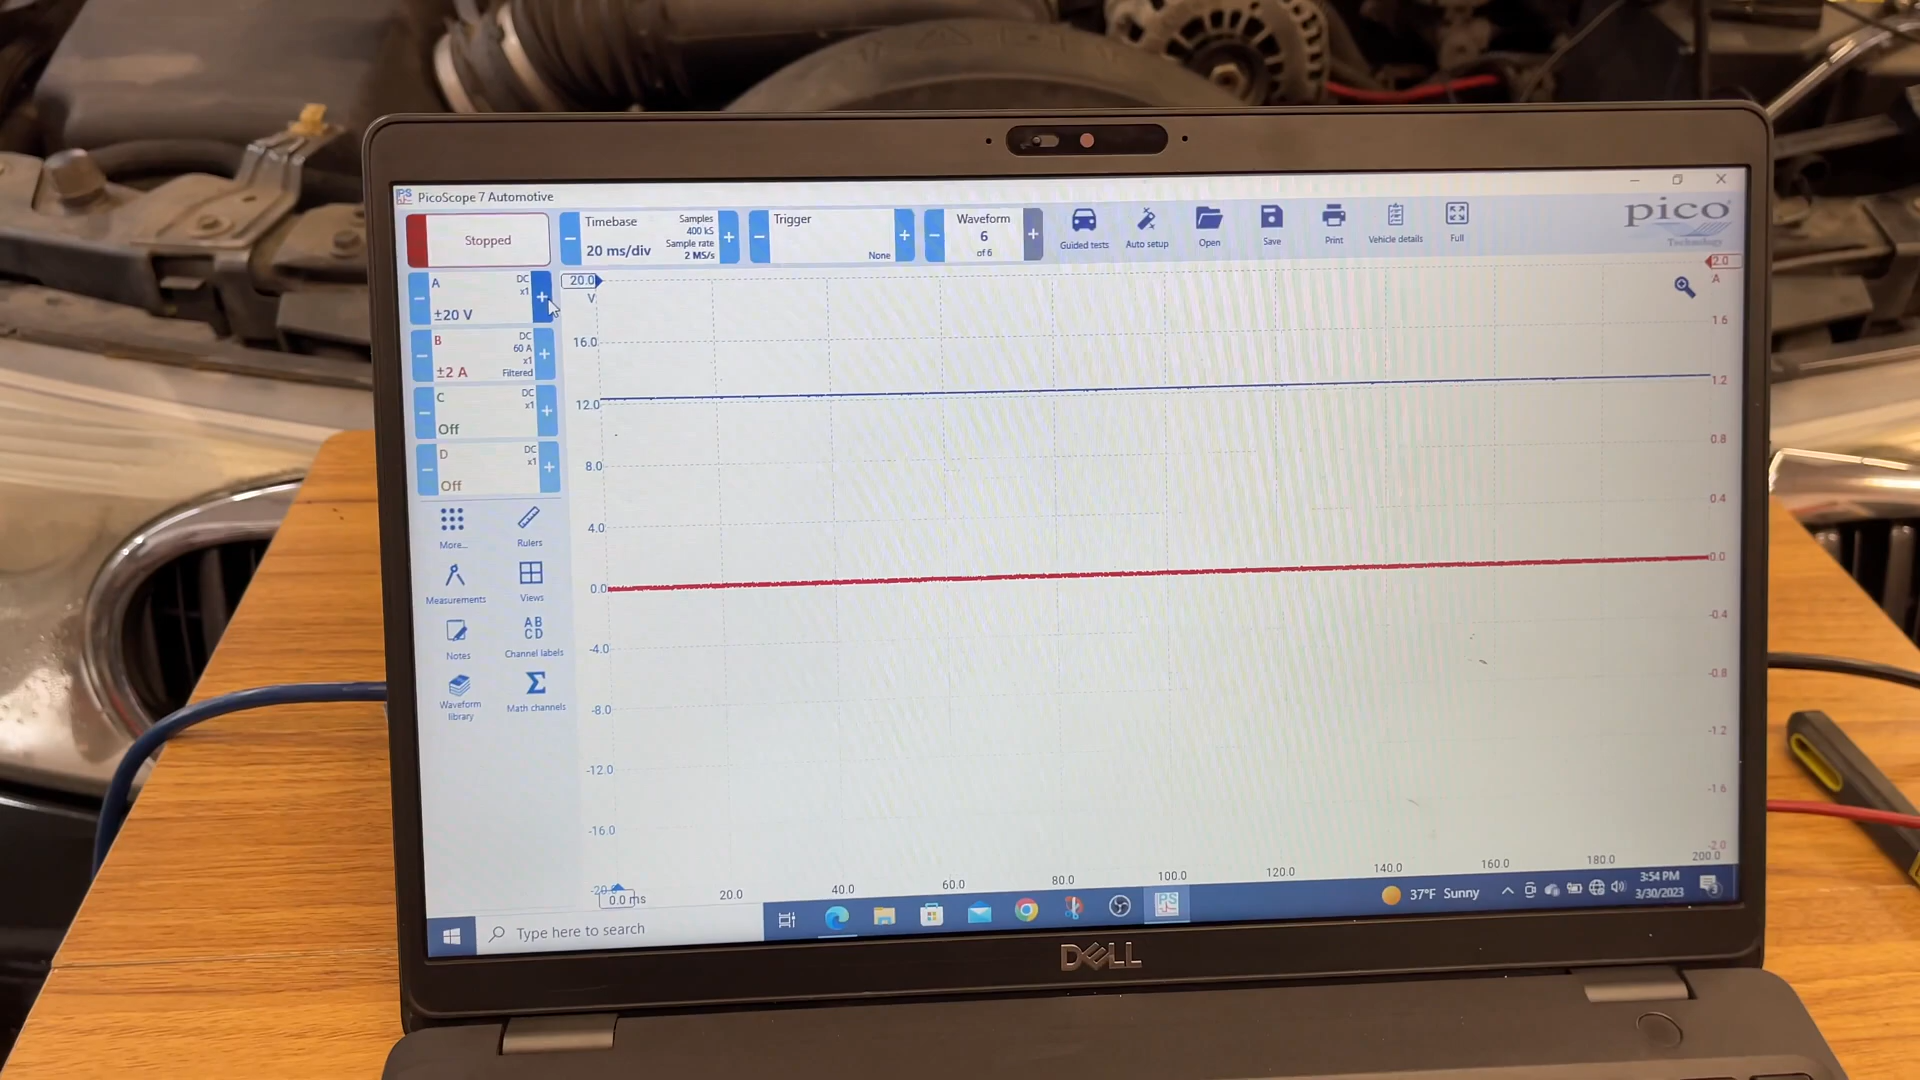 PicoScope 7 Automotive
Stopped
Timebase
20 ms/div
Samples
400 kS
Sample rate
2 MS/s
Trigger
None
Waveform
6
of 6
Guided tests
Auto setup
Open
Save
Print
Vehicle details
Full
pico
Technology
A
DC
x1
±20 V
B
DC
60 A
x1
±2 A
Filtered
C
DC
x1
Off
D
DC
x1
Off
More...
Rulers
Measurements
Views
Notes
AB
CD
Channel labels
Waveform
library
Σ
Math channels
20.0
V
16.0
12.0
8.0
4.0
0.0
-4.0
-8.0
-12.0
-16.0
2.0
A
1.6
1.2
0.8
0.4
0.0
-0.4
-0.8
-1.2
-1.6
-2.0
0.0 ms
20.0
40.0
60.0
80.0
100.0
120.0
140.0
160.0
180.0
200.0
Type here to search
PS
37°F Sunny
3:54 PM
3/30/2023
3
DELL